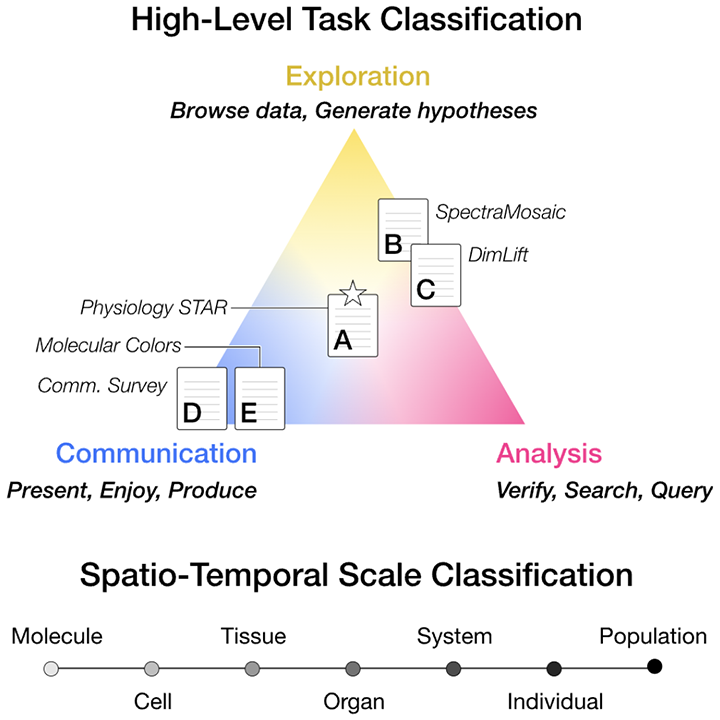 High-Level Task Classification
Exploration
Browse data, Generate hypotheses
SpectraMosaic
B
DimLift
C
Physiology STAR
A
Molecular Colors
Comm. Survey
D
E
Communication
Analysis
Present, Enjoy, Produce
Verify, Search, Query
Spatio-Temporal Scale Classification
Molecule
Tissue
System
Population
Cell
Organ
Individual